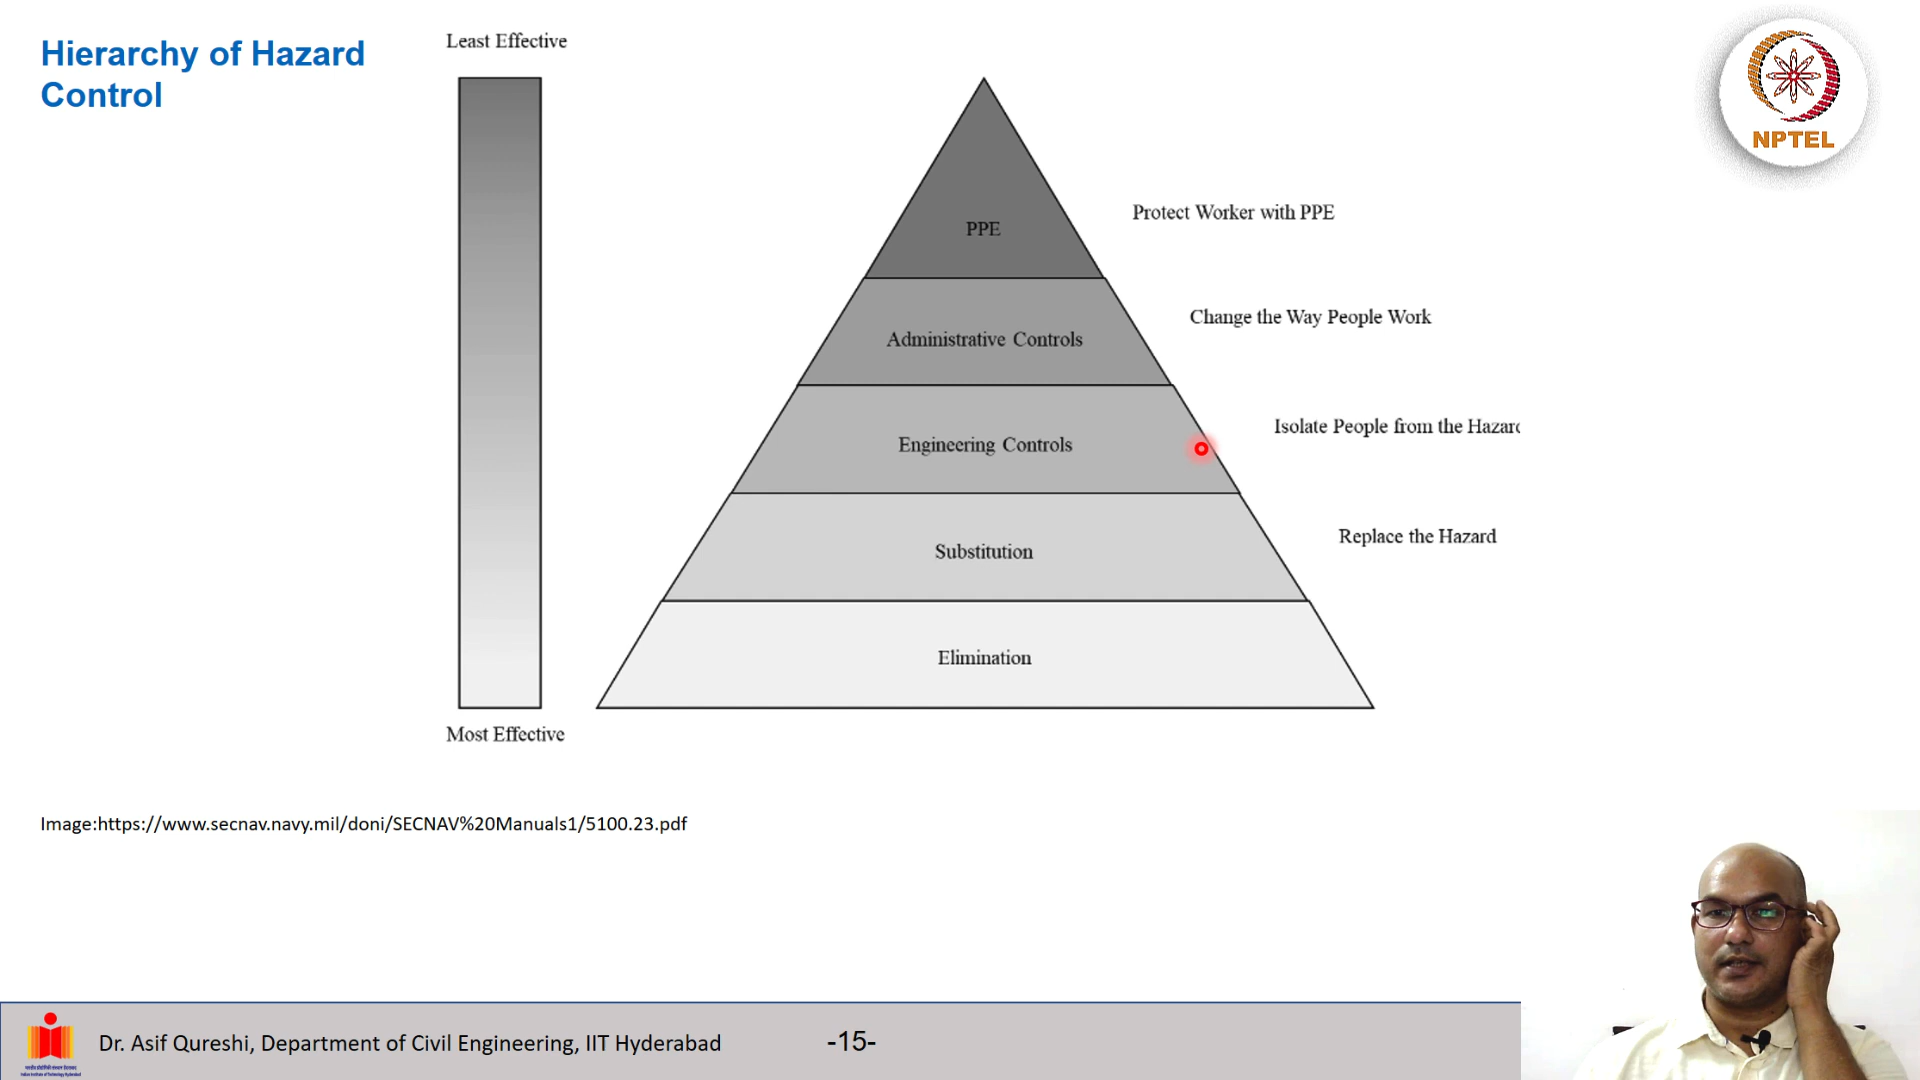 Hierarchy of Hazard
Control
Least Effective
NPTEL
PPE
Protect Worker with PPE
Administrative Controls
Change the Way People Work
Engineering Controls
Isolate People from the Hazard
Substitution
Replace the Hazard
Elimination
Most Effective
Image:https://www.secnav.navy.mil/doni/SECNAV%20Manuals1/5100.23.pdf
Dr. Asif Qureshi, Department of Civil Engineering, IIT Hyderabad
-15-